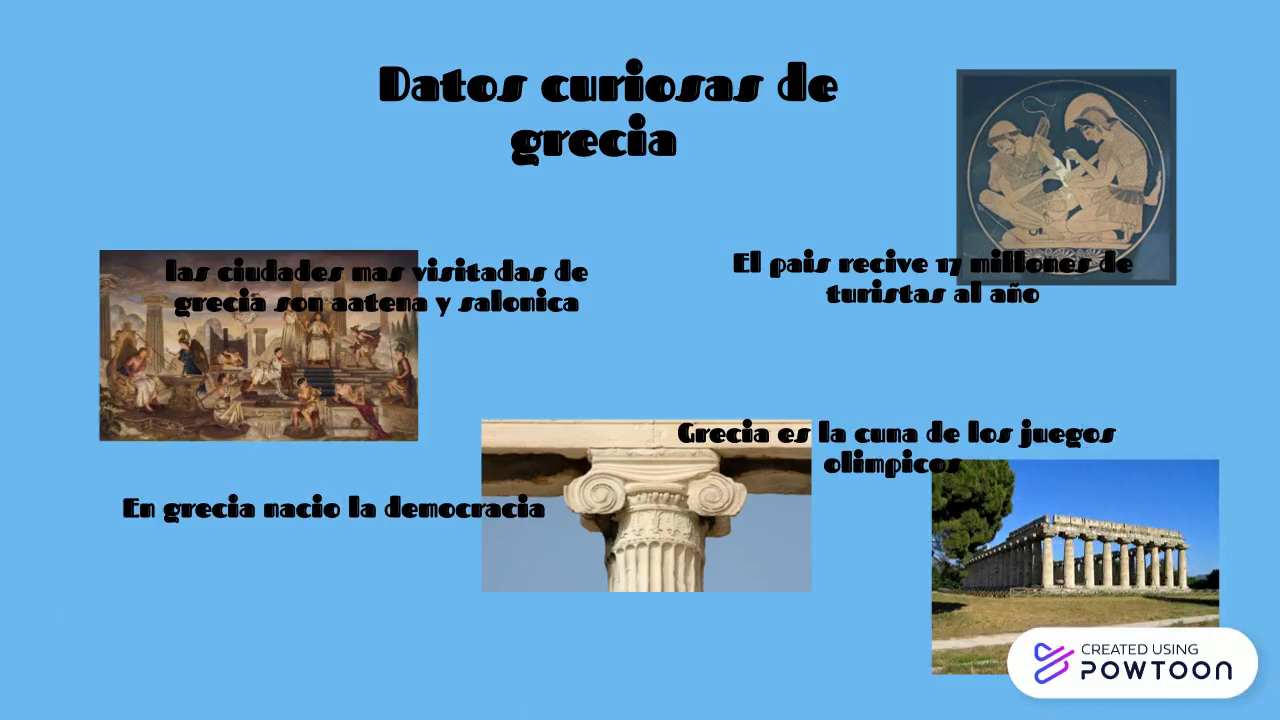 Datos curiosas de
grecia
las ciudades mas visitadas de
grecia son aatena y salonica
El pais recive 17 millones de
turistas al año
Grecia es la cuna de los juegos
olimpicos
En grecia nacio la democracia
CREATED USING
POWTOON